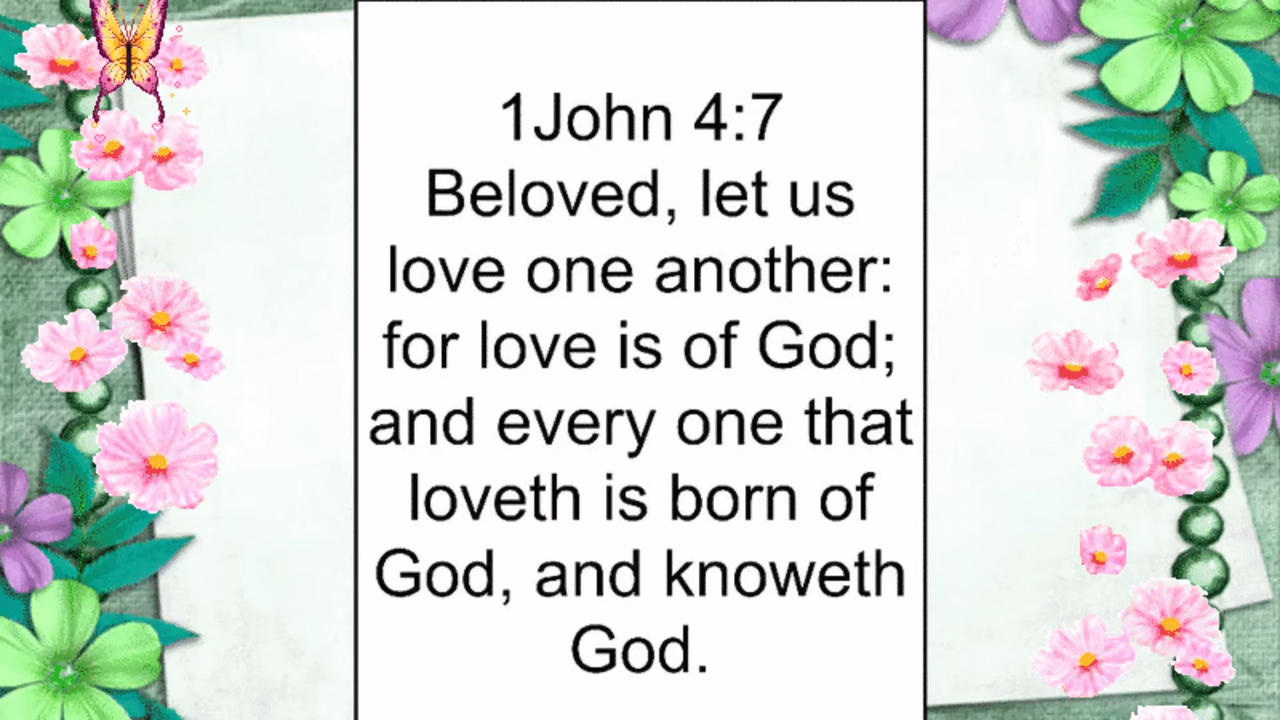 1John 4:7
Beloved, let us
love one another:
for love is of God;
and every one that
loveth is born of
God, and knoweth
God.